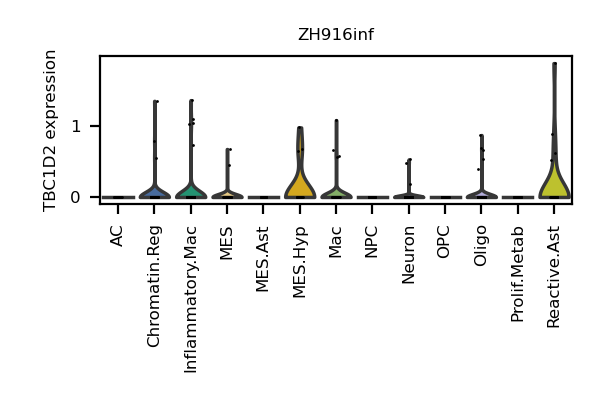 ZH916inf
TBC1D2 expression
1
0
AC
Chromatin.Reg
Inflammatory.Mac
MES
MES.Ast
MES.Hyp
Mac
NPC
Neuron
OPC
Oligo
Prolif.Metab
Reactive.Ast